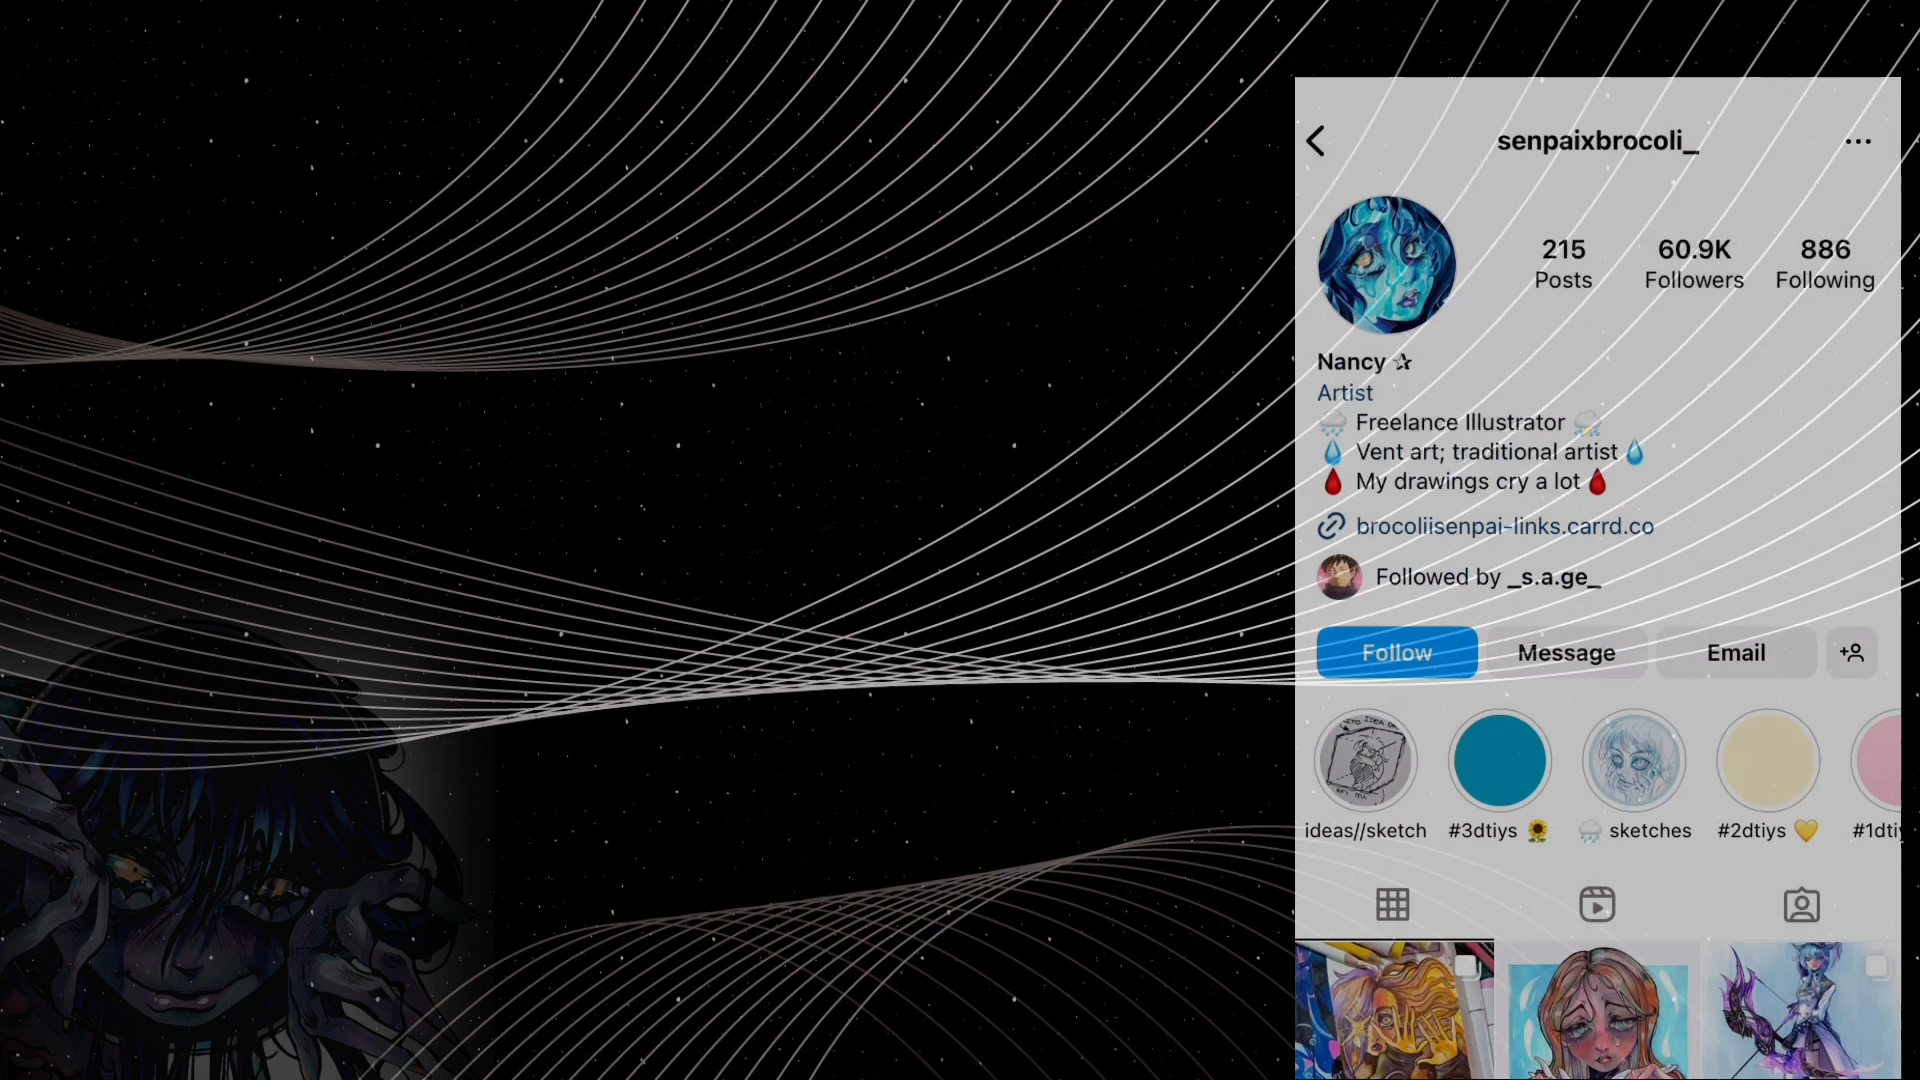 senpaixbrocoli_
215 60.9K 886
Posts Followers Following
Nancy ☆
Artist
🌧️ Freelance Illustrator ⛈️
💧 Vent art; traditional artist 💧
🩸 My drawings cry a lot 🩸
brocoliisenpai-links.carrd.co
Followed by _s.a.ge_
Follow Message Email
ideas//sketch #3dtiys 🌻 🌧️ sketches #2dtiys 💛 #1dti